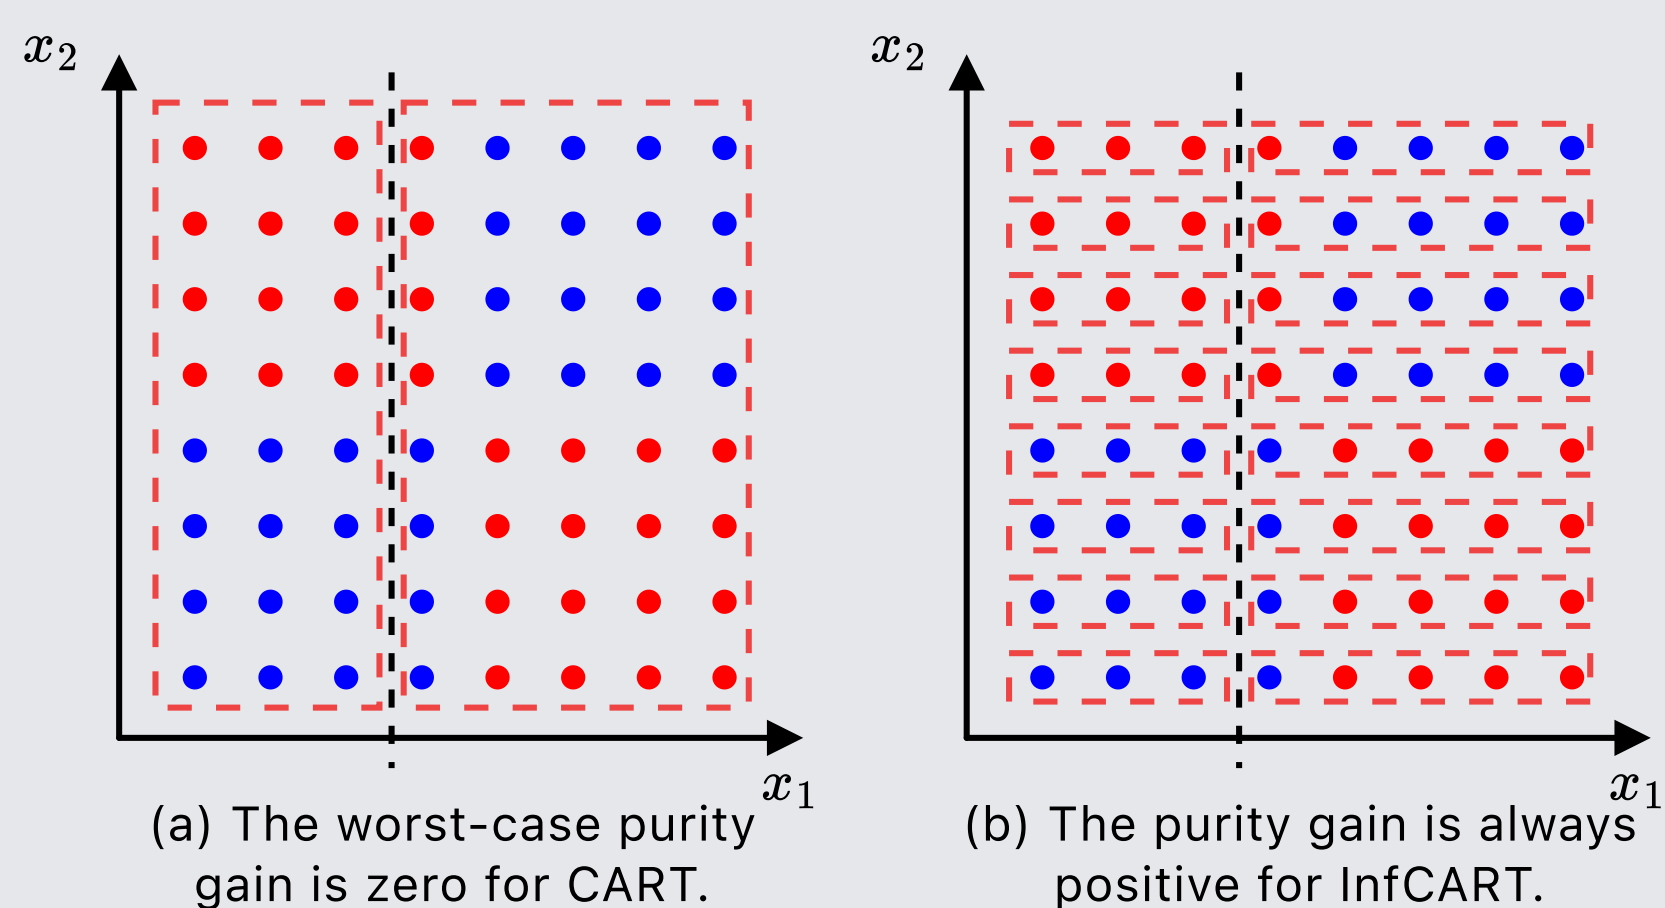 x₂
x₁
(a) The worst-case purity
gain is zero for CART.
x₂
x₁
(b) The purity gain is always
positive for InfCART.